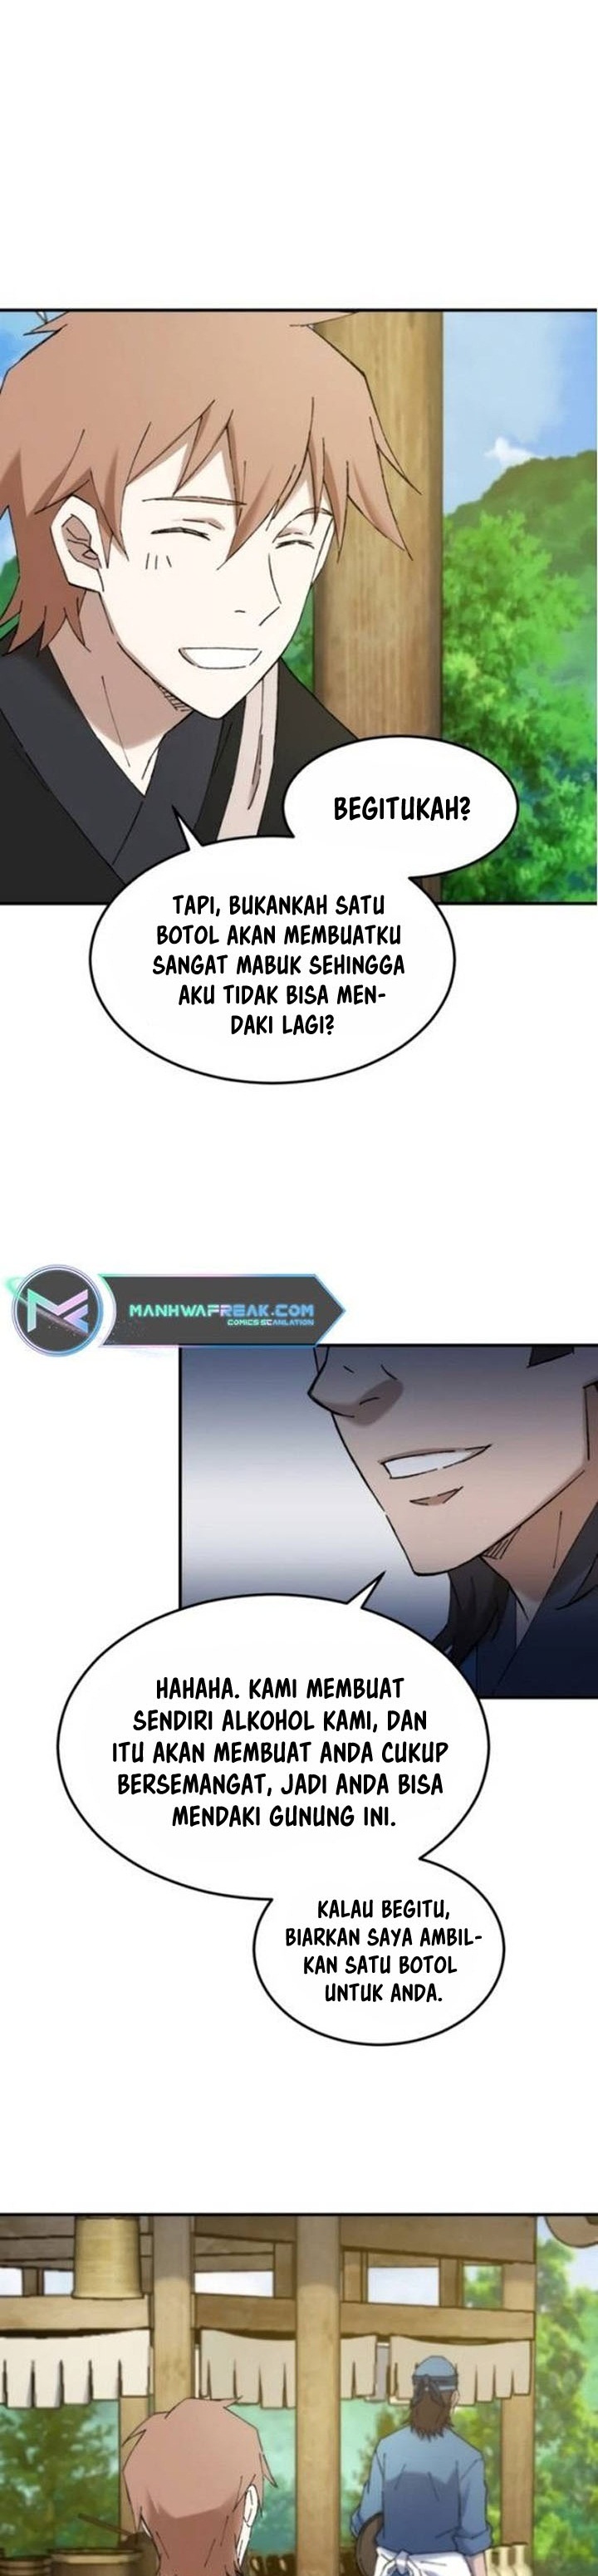 BEGITUKAH?
TAPI, BUKANKAH SATU
BOTOL AKAN MEMBUATKU
SANGAT MABUK SEHINGGA
AKU TIDAK BISA MEN-
DAKI LAGI?
MANHWAFREAK.COM
COMICS SCANLATION
HAHAHA. KAMI MEMBUAT
SENDIRI ALKOHOL KAMI, DAN
ITU AKAN MEMBUAT ANDA CUKUP
BERSEMANGAT, JADI ANDA BISA
MENDAKI GUNUNG INI.
KALAU BEGITU,
BIARKAN SAYA AMBIL-
KAN SATU BOTOL
UNTUK ANDA.